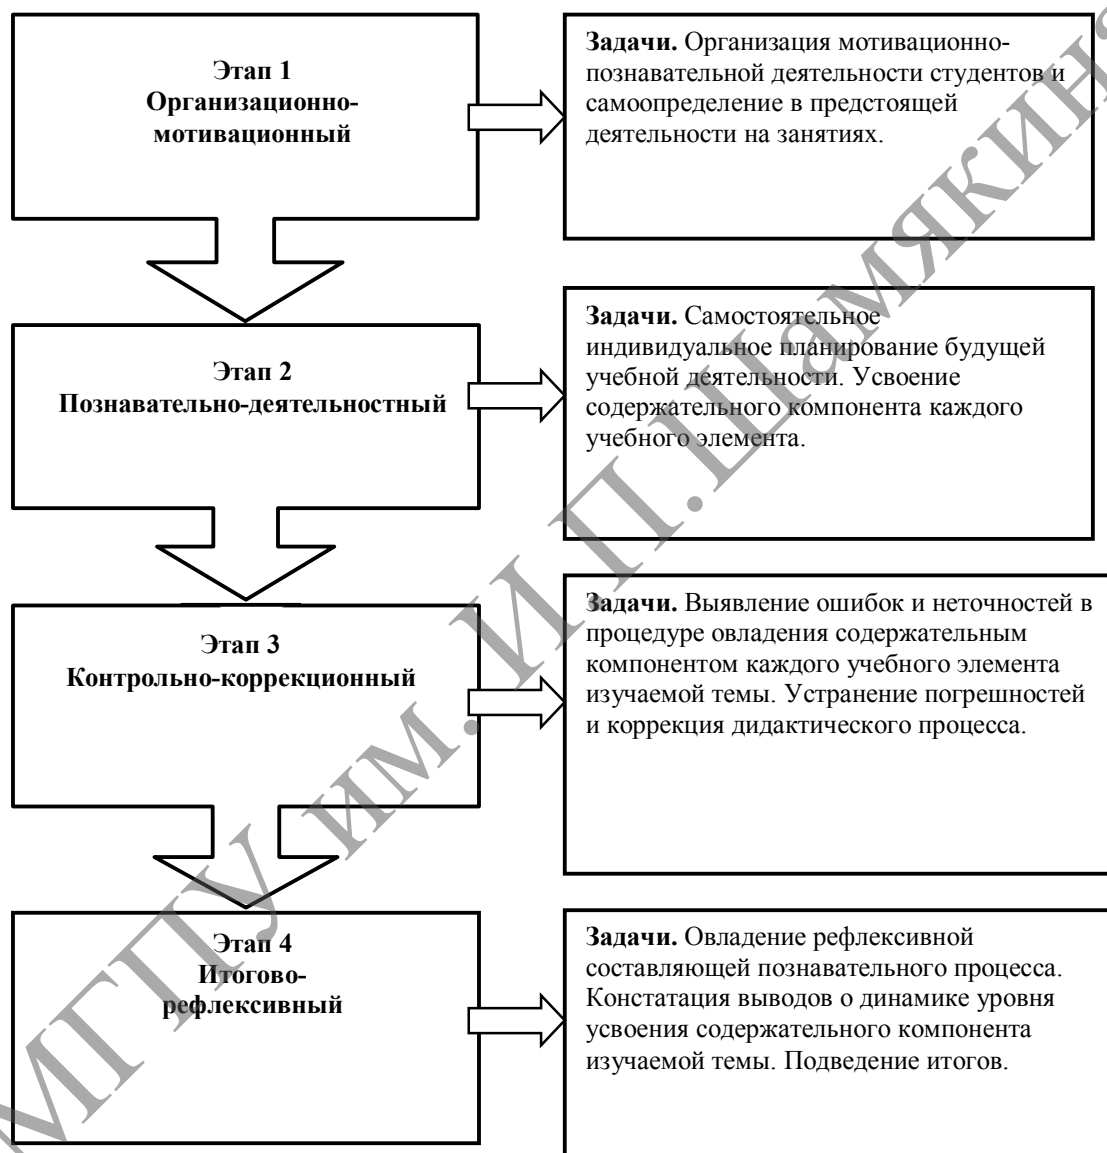 Этап 1
Организационно-
мотивационный
Задачи. Организация мотивационно-
познавательной деятельности студентов и
самоопределение в предстоящей
деятельности на занятиях.
Этап 2
Познавательно-деятельностный
Задачи. Самостоятельное
индивидуальное планирование будущей
учебной деятельности. Усвоение
содержательного компонента каждого
учебного элемента.
Этап 3
Контрольно-коррекционный
Задачи. Выявление ошибок и неточностей в
процедуре овладения содержательным
компонентом каждого учебного элемента
изучаемой темы. Устранение погрешностей
и коррекция дидактического процесса.
Этап 4
Итогово-
рефлексивный
Задачи. Овладение рефлексивной
составляющей познавательного процесса.
Констатация выводов о динамике уровня
усвоения содержательного компонента
изучаемой темы. Подведение итогов.
МГПУ им. И.П.Шамякина